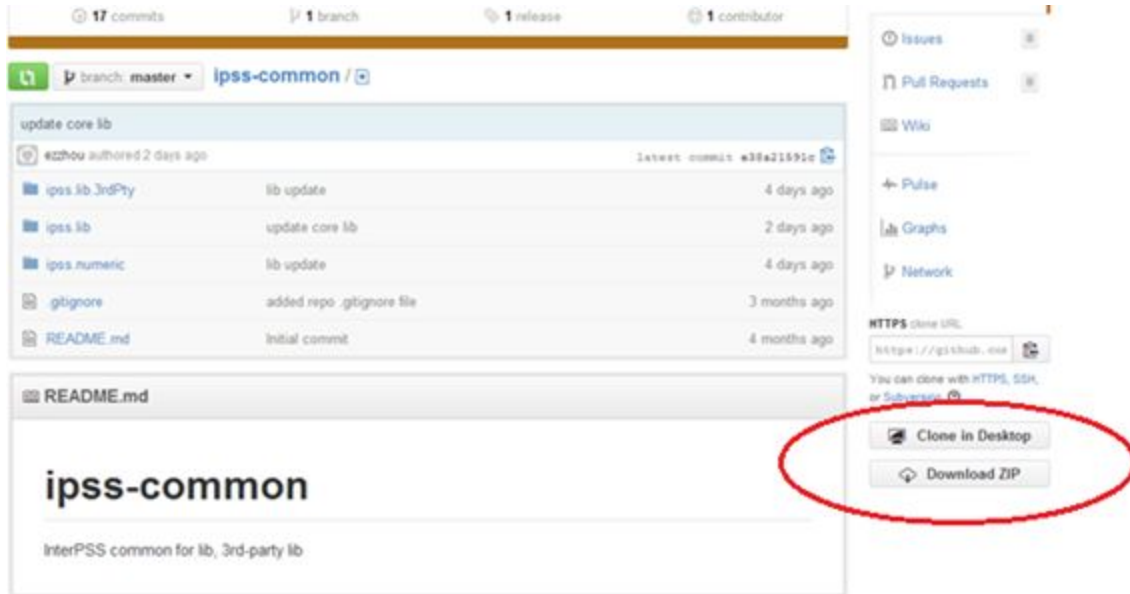 17 commits 1 branch 1 release 1 contributor
branch: master ipss-common /
update core lib
ezzhou authored 2 days ago latest commit e38a21591c
ipss.lib.3rdPty lib update 4 days ago
ipss.lib update core lib 2 days ago
ipss.numeric lib update 4 days ago
.gitignore added repo .gitignore file 3 months ago
README.md Initial commit 4 months ago
README.md
ipss-common
InterPSS common for lib, 3rd-party lib
Issues 0
Pull Requests 0
Wiki
Pulse
Graphs
Network
HTTPS clone URL
https://github.com
You can clone with HTTPS, SSH,
or Subversion.
Clone in Desktop
Download ZIP